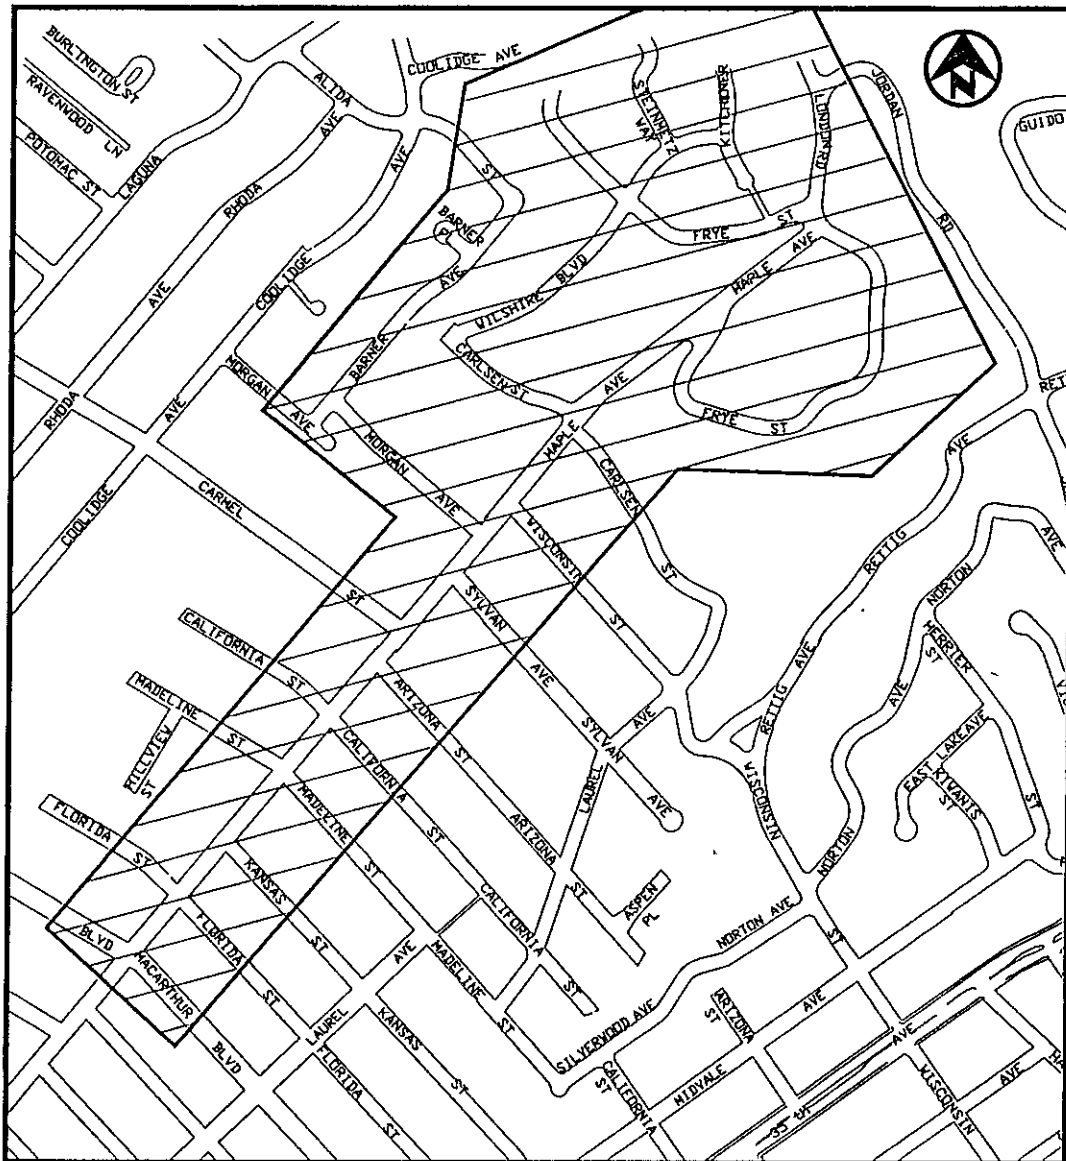 BURLINGTON ST
RAVENWOOD LN
POTOMAC ST
LAGUNA
ALIDA
ST
COOLIDGE AVE
RHODA AVE
AVE
COOLIDGE
RHODA
AVE
AVE
COOLIDGE
BARNER PL
AVE
BARNER
MORGAN AVE
MORGAN AVE
STEINMETZ WAY
KITCHENER
LONDON RD
JORDAN
RD
GUIDO
N
FRYE ST
MAPLE AVE
WILSHIRE BLVD
CARLSEN ST
MAPLE AVE
FRYE ST
CARLSEN
ST
WISCONSIN
ST
SYLVAN
AVE
SYLVAN
AVE
CARMEL
ST
CALIFORNIA
ST
MADELINE
ST
HILLVIEW ST
FLORIDA
ST
ARIZONA
ST
ARIZONA
ST
CALIFORNIA
ST
CALIFORNIA
ST
MADELINE
ST
MADELINE
ST
KANSAS
ST
KANSAS
ST
FLORIDA
ST
FLORIDA
ST
BLVD
MACARTHUR
BLVD
LAUREL
AVE
LAUREL
AVE
ASPEN PL
RETTIG
AVE
RETTIG
AVE
RETT
NORTON
AVE
NORTON
AVE
NORTON AVE
MERRIER ST
ST
EAST LAKE AVE
KIWANIS ST
WISCONSIN
ST
WISCONSIN
SILVERWOOD AVE
ARIZONA ST
CALIFORNIA ST
MIDVALE
AVE
35 TH
AVE
AVE